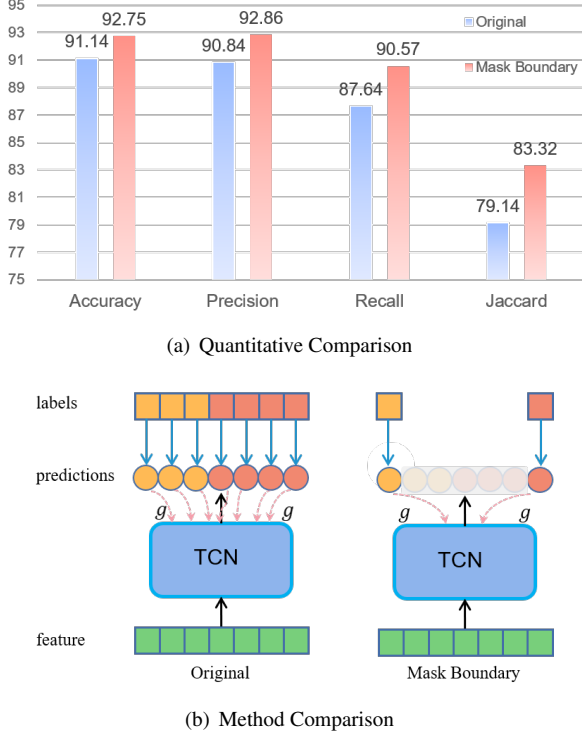 95
93
91
89
87
85
83
81
79
77
75
91.14
92.75
90.84
92.86
87.64
90.57
79.14
83.32
Original
Mask Boundary
Accuracy Precision Recall Jaccard
(a) Quantitative Comparison
labels
predictions
g g g g
TCN TCN
feature
Original Mask Boundary
(b) Method Comparison